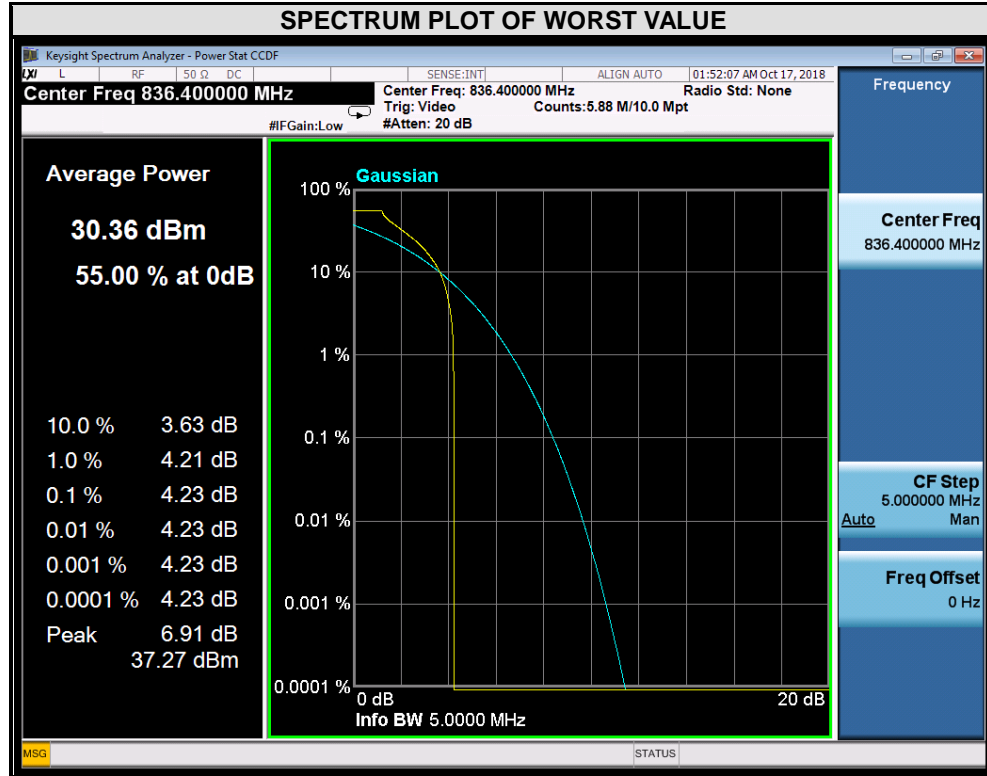 SPECTRUM PLOT OF WORST VALUE
Keysight Spectrum Analyzer - Power Stat CCDF
LXI L RF 50 Ω DC SENSE:INT ALIGN AUTO 01:52:07 AM Oct 17, 2018
Center Freq 836.400000 MHz
#IFGain:Low
Center Freq: 836.400000 MHz
Trig: Video Counts:5.88 M/10.0 Mpt
#Atten: 20 dB
Radio Std: None
Average Power
30.36 dBm
55.00 % at 0dB
10.0 % 3.63 dB
1.0 % 4.21 dB
0.1 % 4.23 dB
0.01 % 4.23 dB
0.001 % 4.23 dB
0.0001 % 4.23 dB
Peak 6.91 dB
37.27 dBm
Gaussian
100 %
10 %
1 %
0.1 %
0.01 %
0.001 %
0.0001 %
0 dB 20 dB
Info BW 5.0000 MHz
Frequency
Center Freq
836.400000 MHz
CF Step
5.000000 MHz
Auto Man
Freq Offset
0 Hz
MSG STATUS